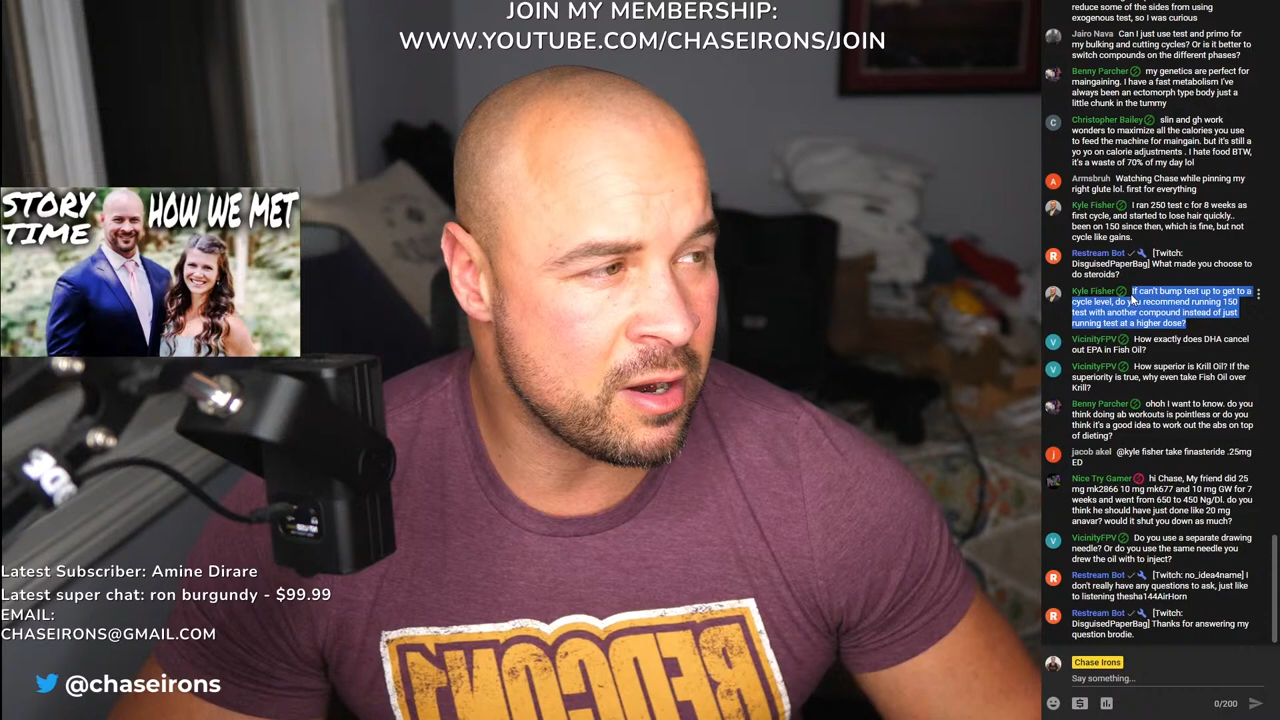 JOIN MY MEMBERSHIP:
WWW.YOUTUBE.COM/CHASEIRONS/JOIN
STORY
TIME
HOW WE MET
Latest Subscriber: Amine Dirare
Latest super chat: ron burgundy - $99.99
EMAIL:
CHASEIRONS@GMAIL.COM
@chaseirons
REDCON1
reduce some of the sides from using
exogenous test, so I was curious
Jairo Nava Can I just use test and primo for
my bulking and cutting cycles? Or is it better to
switch compounds on the different phases?
Benny Parcher my genetics are perfect for
maingaining. I have a fast metabolism I've
always been an ectomorph type body just a
little chunk in the tummy
C
Christopher Bailey slin and gh work
wonders to maximize all the calories you use
to feed the machine for maingain. but it's still a
yo yo on calorie adjustments . I hate food BTW,
it's a waste of 70% of my day lol
A
Armsbruh Watching Chase while pinning my
right glute lol. first for everything
Kyle Fisher I ran 250 test c for 8 weeks as
first cycle, and started to lose hair quickly..
been on 150 since then, which is fine, but not
cycle like gains.
R
Restream Bot [Twitch:
DisguisedPaperBag] What made you choose to
do steroids?
Kyle Fisher If can't bump test up to get to a
cycle level, do you recommend running 150
test with another compound instead of just
running test at a higher dose?
V
VicinityFPV How exactly does DHA cancel
out EPA in Fish Oil?
V
VicinityFPV How superior is Krill Oil? If the
superiority is true, why even take Fish Oil over
Krill?
Benny Parcher ohoh I want to know. do you
think doing ab workouts is pointless or do you
think it's a good idea to work out the abs on top
of dieting?
j
jacob akel @kyle fisher take finasteride .25mg
ED
Nice Try Gamer hi Chase, My friend did 25
mg mk2866 10 mg mk677 and 10 mg GW for 7
weeks and went from 650 to 450 Ng/Dl. do you
think he should have just done like 20 mg
anavar? would it shut you down as much?
V
VicinityFPV Do you use a separate drawing
needle? Or do you use the same needle you
drew the oil with to inject?
R
Restream Bot [Twitch: no_idea4name] I
don't really have any questions to ask, just like
to listening thesha144AirHorn
R
Restream Bot [Twitch:
DisguisedPaperBag] Thanks for answering my
question brodie.
Chase Irons
Say something...
0/200